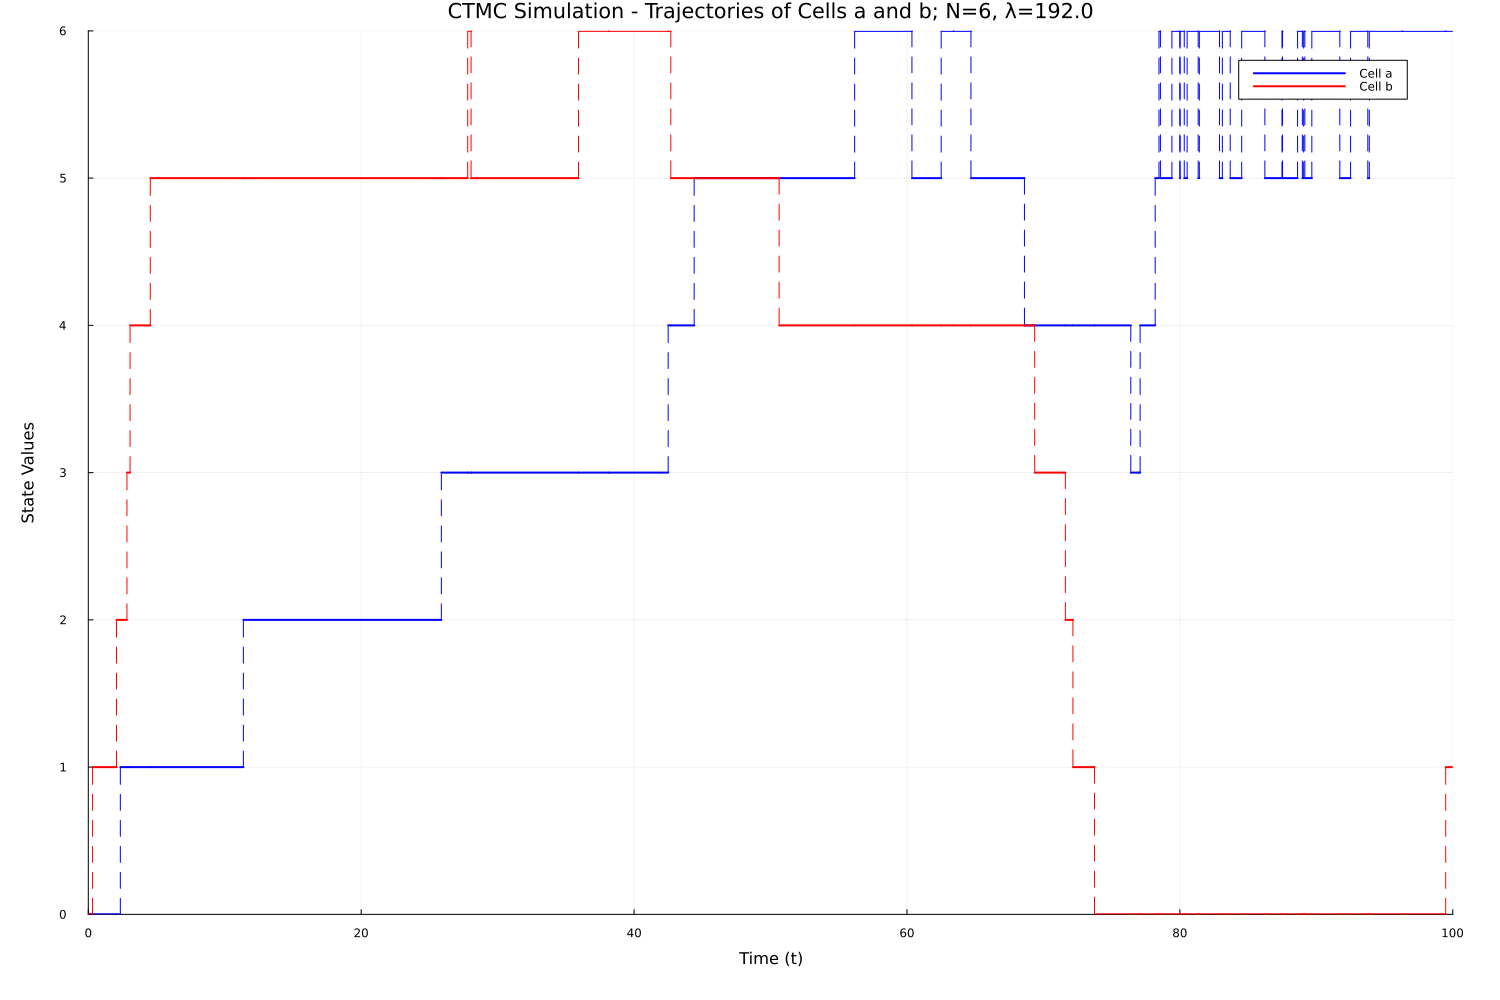 CTMC Simulation - Trajectories of Cells a and b; N=6, λ=192.0
6
5
4
3
2
1
0
State Values
Cell a
Cell b
0 20 40 60 80 100
Time (t)